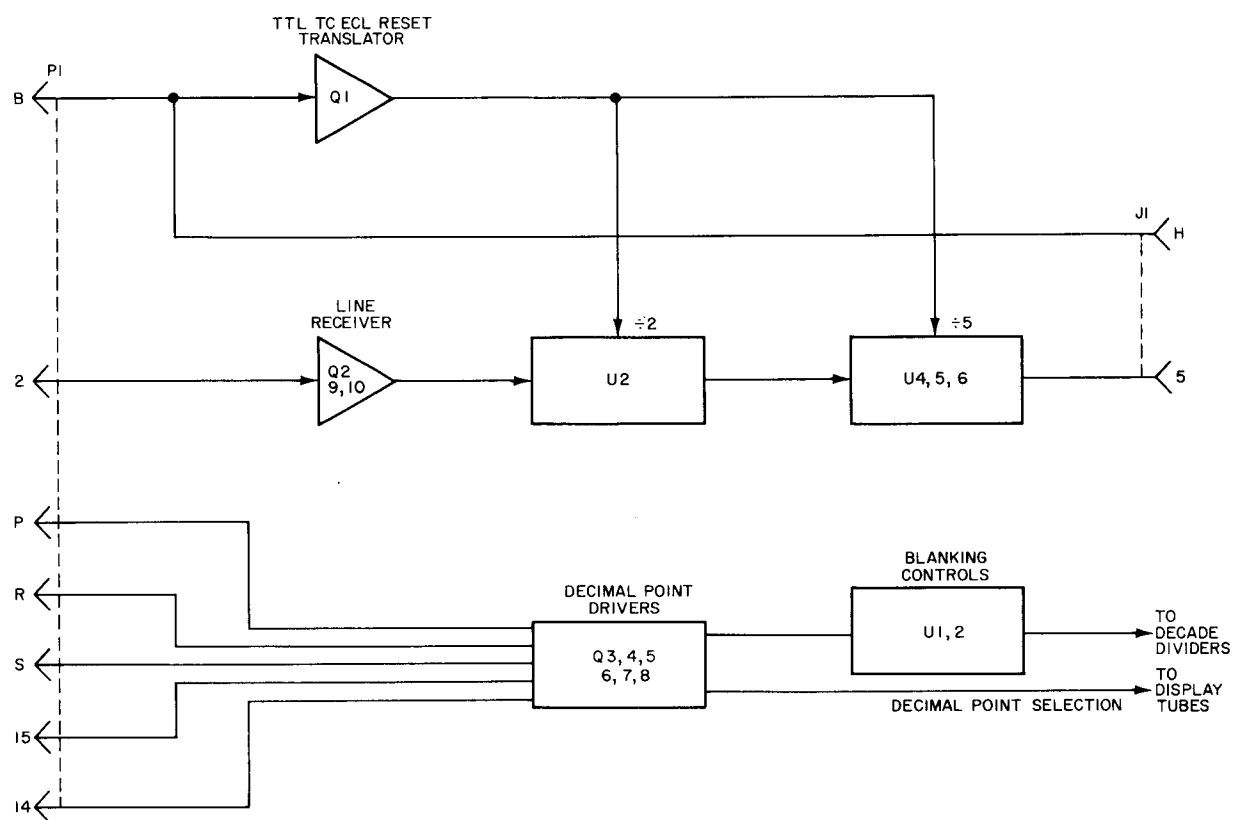 TTL TC ECL RESET
TRANSLATOR
P1
B
Q1
J1
H
LINE
RECEIVER
÷2
÷5
2
Q2
9,10
U2
U4, 5, 6
5
P
BLANKING
CONTROLS
R
DECIMAL POINT
DRIVERS
U1, 2
TO
DECADE
DIVIDERS
S
Q3, 4, 5
6, 7, 8
TO
DISPLAY
TUBES
DECIMAL POINT SELECTION
15
14